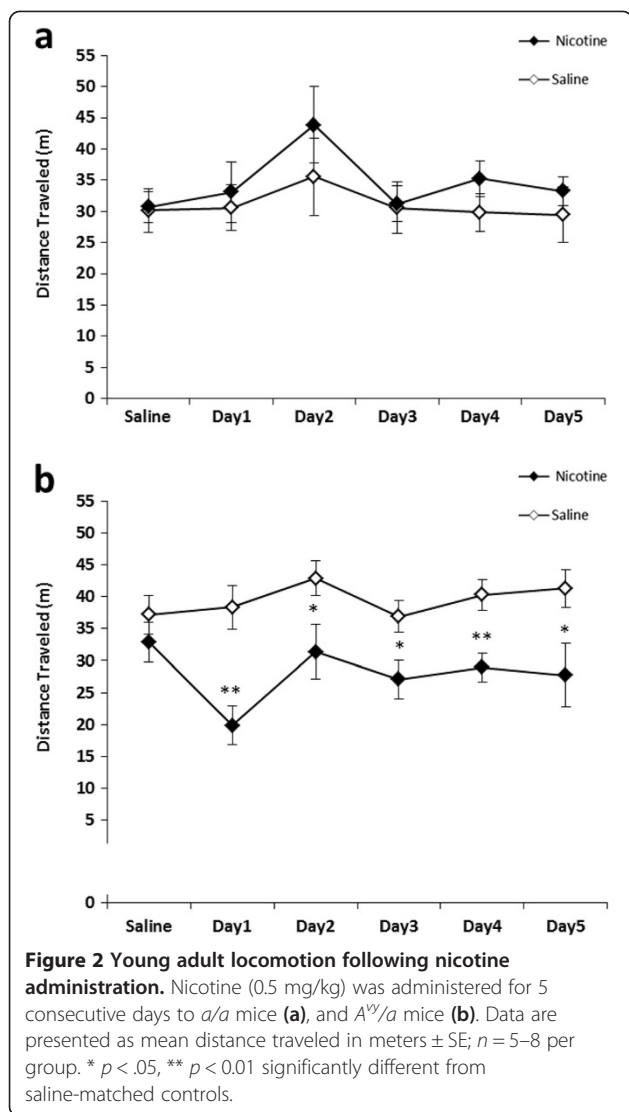 a
55
50
45
40
35
30
25
20
15
10
5
0
Distance Traveled (m)
Nicotine
Saline
Saline Day1 Day2 Day3 Day4 Day5
b
55
50
45
40
35
30
25
20
15
10
5
0
Distance Traveled (m)
Nicotine
Saline
**
*
*
**
*
Saline Day1 Day2 Day3 Day4 Day5
Figure 2 Young adult locomotion following nicotine
administration. Nicotine (0.5 mg/kg) was administered for 5
consecutive days to a/a mice (a), and Avy/a mice (b). Data are
presented as mean distance traveled in meters ± SE; n = 5–8 per
group. * p < .05, ** p < 0.01 significantly different from
saline-matched controls.